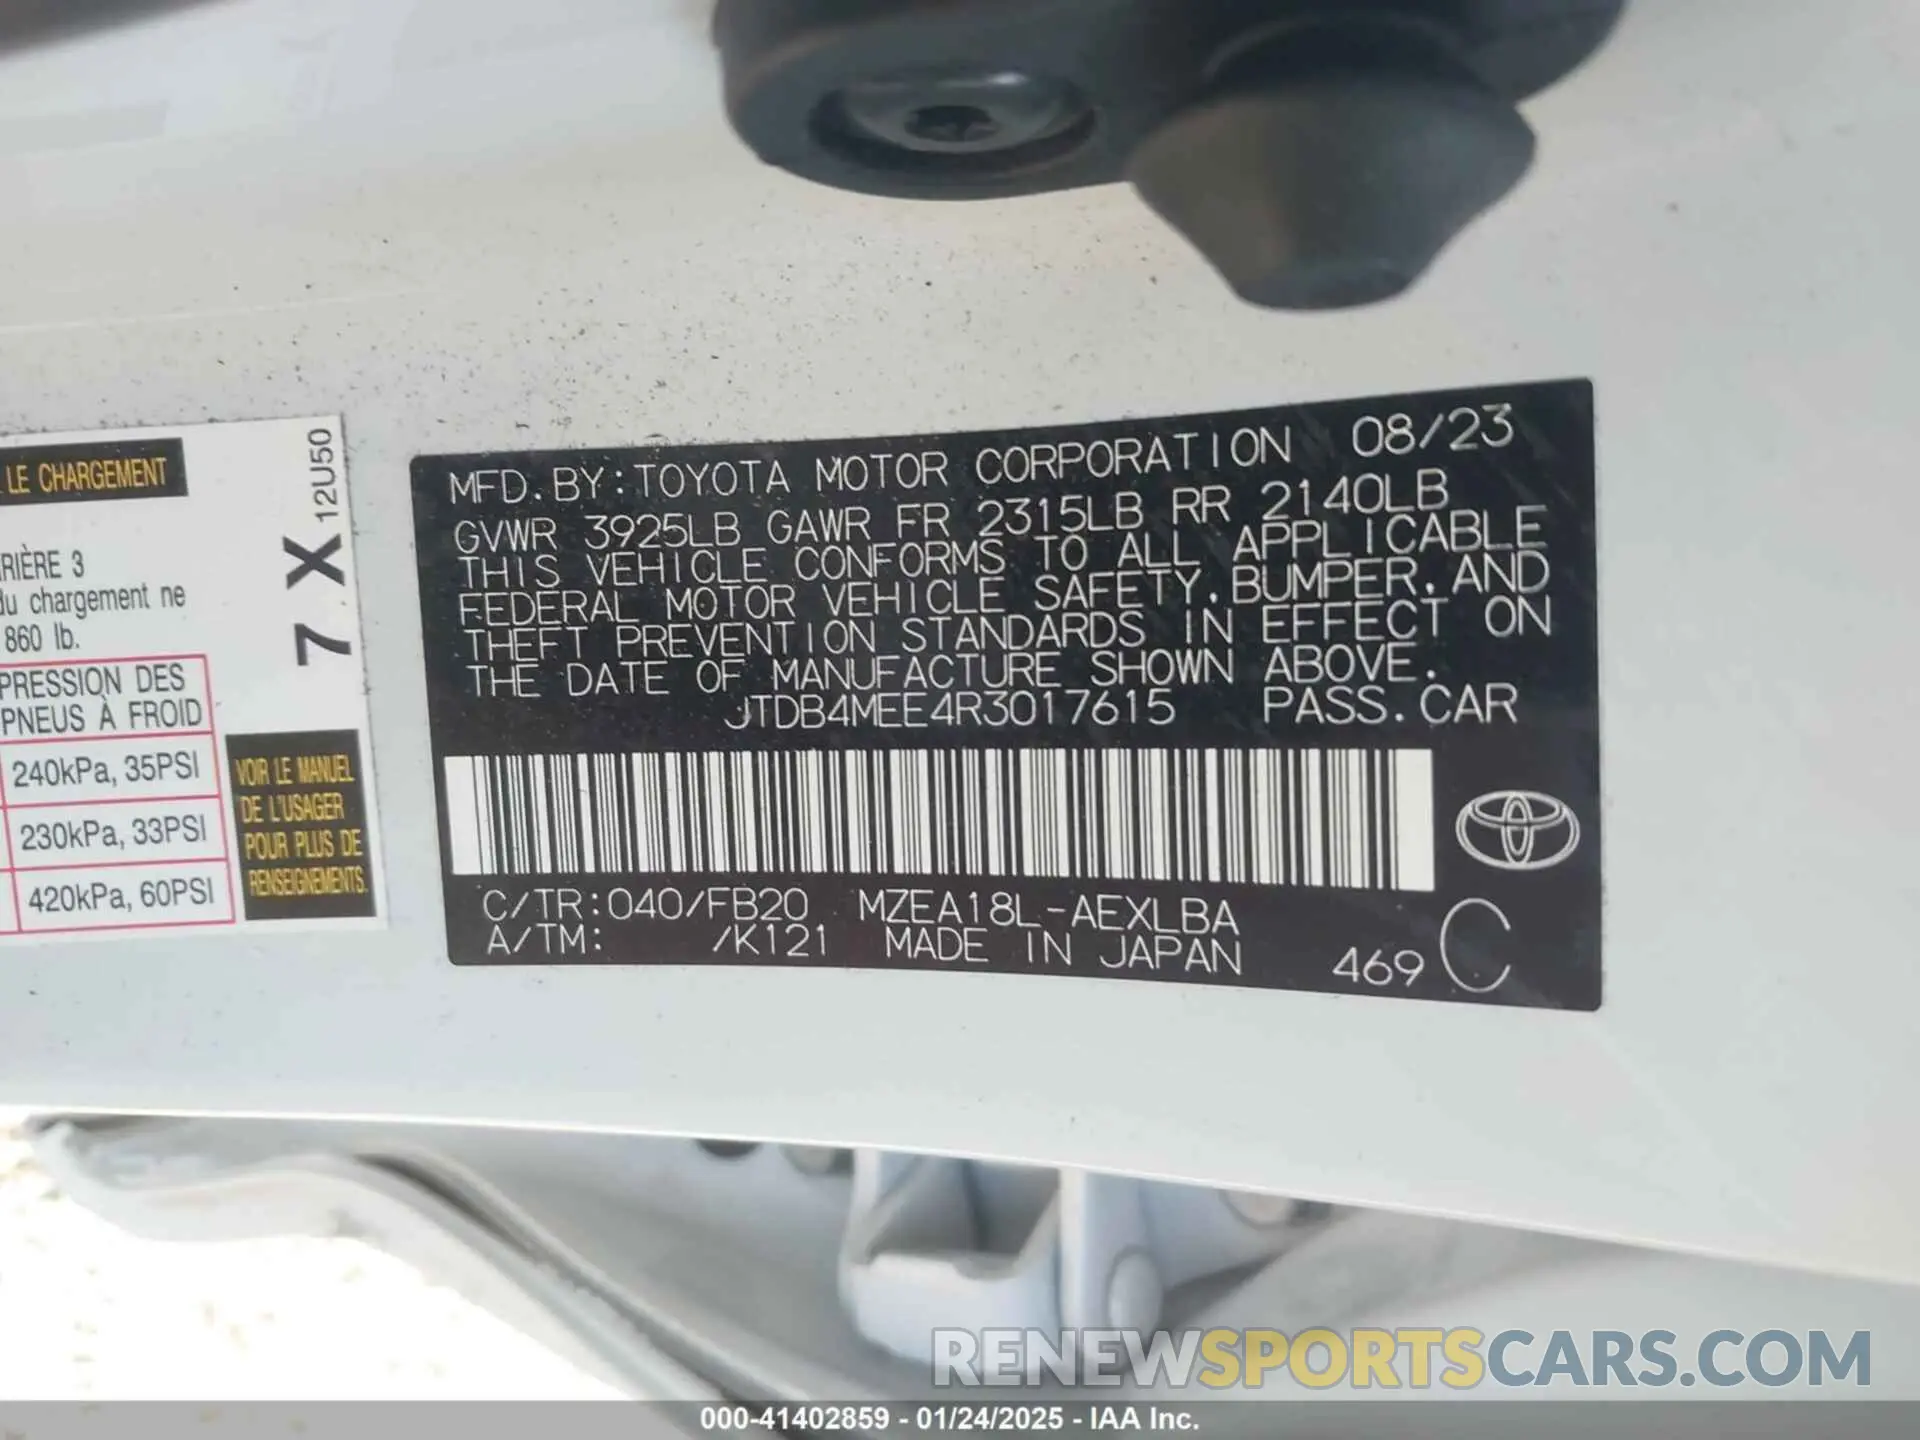 LE CHARGEMENT
RIÈRE 3
du chargement ne
860 lb.
PRESSION DES
PNEUS À FROID
240kPa, 35PSI
230kPa, 33PSI
420kPa, 60PSI
7 X 12U50
VOIR LE MANUEL
DE L'USAGER
POUR PLUS DE
RENSEIGNEMENTS.
MFD. BY: TOYOTA MOTOR CORPORATION 08/23
GVWR 3925LB GAWR FR 2315LB RR 2140LB
THIS VEHICLE CONFORMS TO ALL APPLICABLE
FEDERAL MOTOR VEHICLE SAFETY, BUMPER, AND
THEFT PREVENTION STANDARDS IN EFFECT ON
THE DATE OF MANUFACTURE SHOWN ABOVE.
JTDB4MEE4R3017615 PASS. CAR
C/TR: 040/FB20 MZEA18L-AEXLBA
A/TM: /K121 MADE IN JAPAN 469 C
RENEWSPORTSCARS.COM
000-41402859 - 01/24/2025 - IAA Inc.